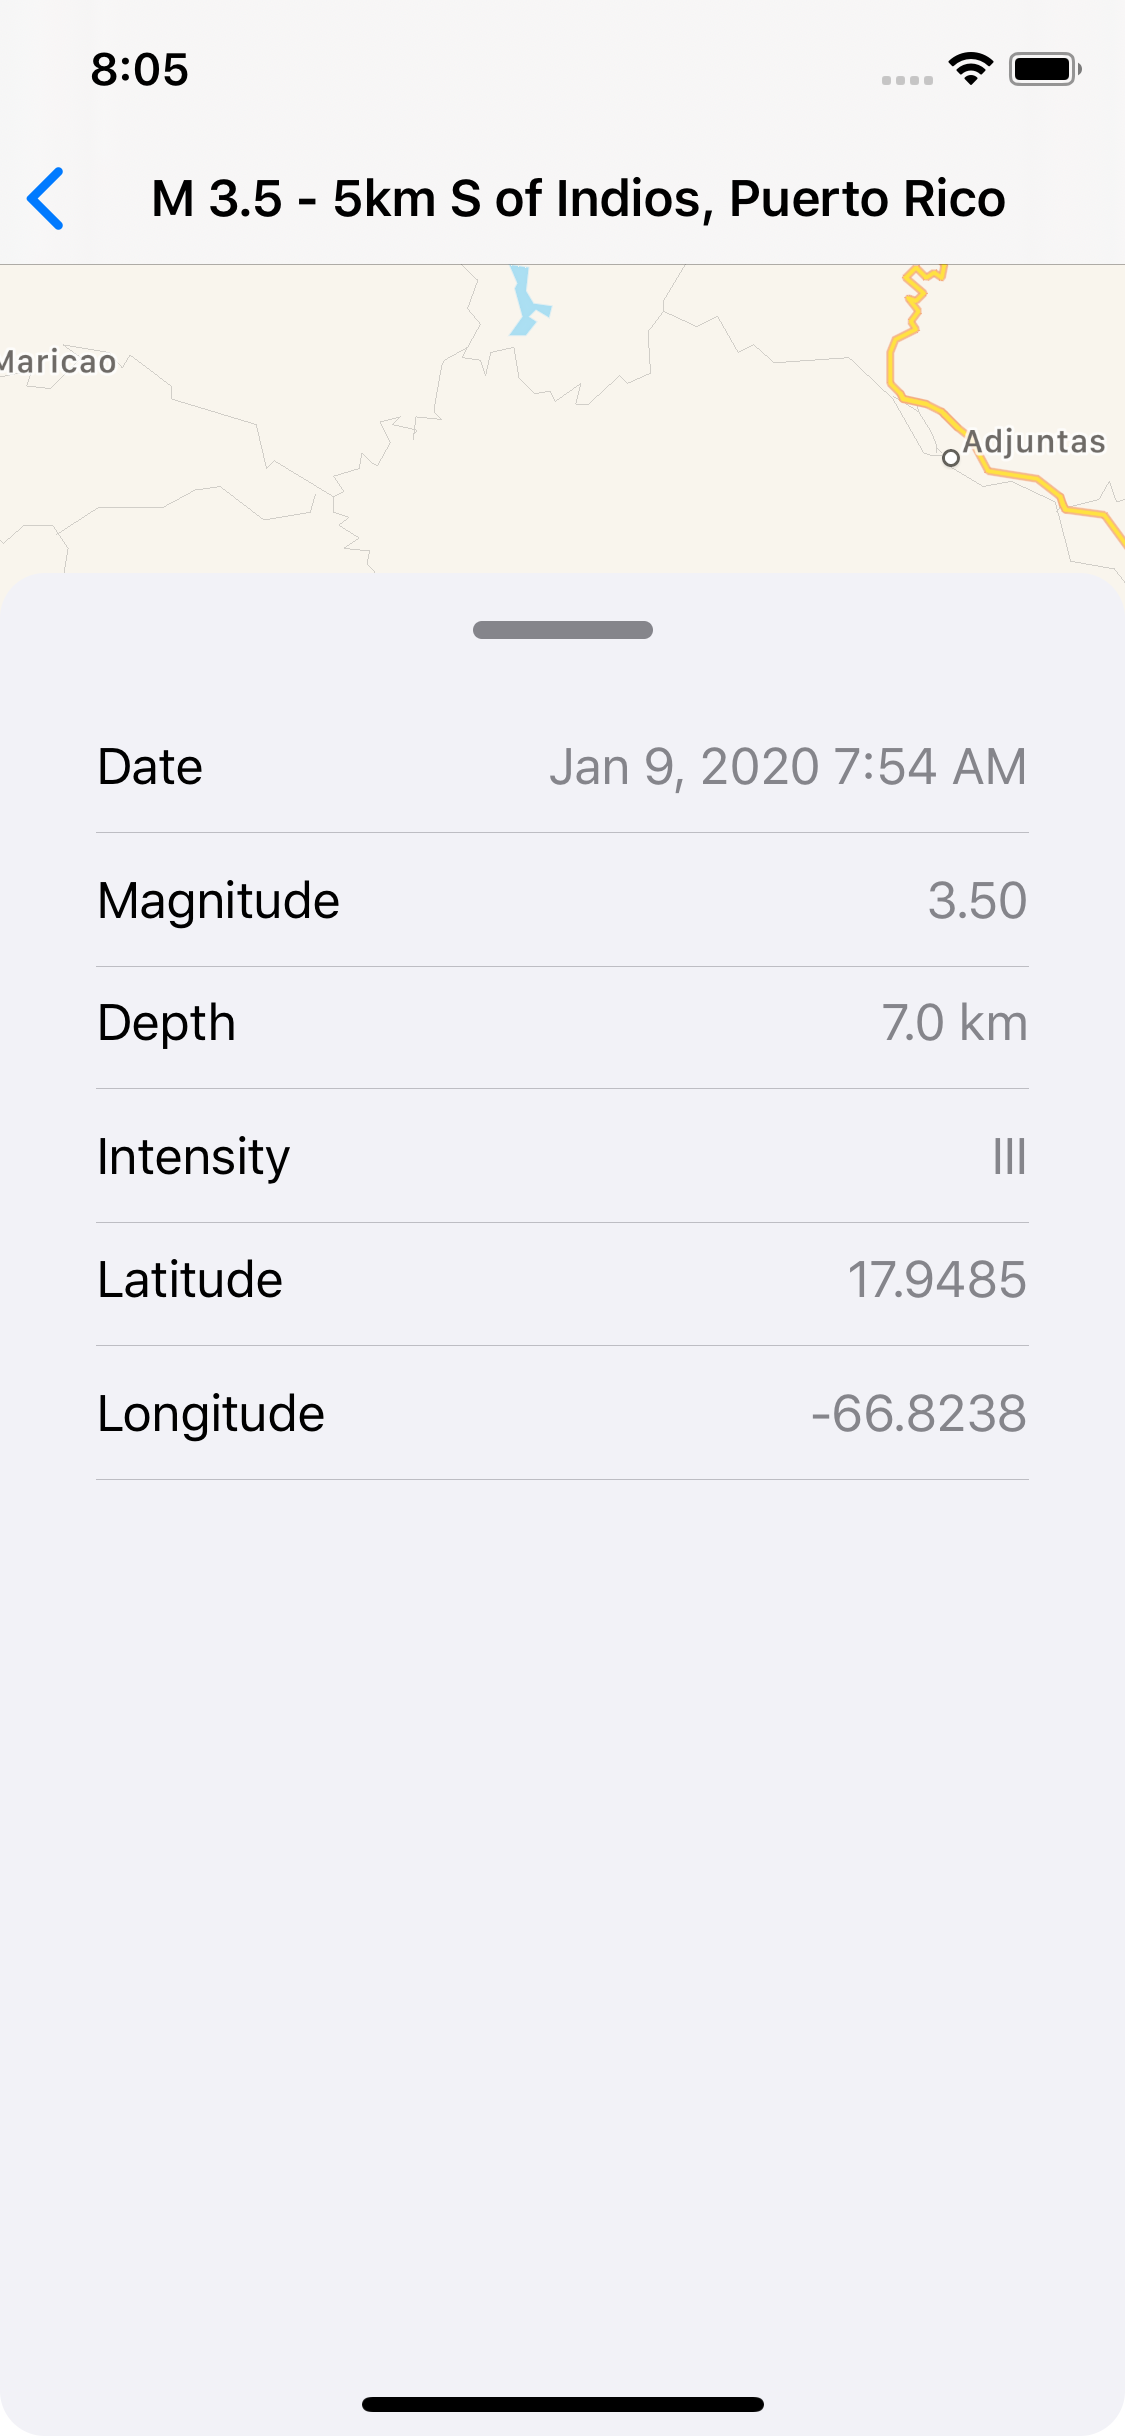 8:05
M 3.5 - 5km S of Indios, Puerto Rico
Maricao
Adjuntas
Date Jan 9, 2020 7:54 AM
Magnitude 3.50
Depth 7.0 km
Intensity III
Latitude 17.9485
Longitude -66.8238